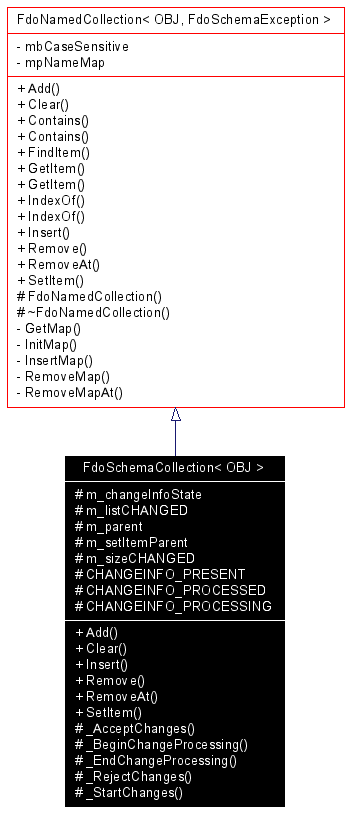 FdoNamedCollection< OBJ, FdoSchemaException >
- mbCaseSensitive
- mpNameMap
+ Add()
+ Clear()
+ Contains()
+ Contains()
+ FindItem()
+ GetItem()
+ GetItem()
+ IndexOf()
+ IndexOf()
+ Insert()
+ Remove()
+ RemoveAt()
+ SetItem()
# FdoNamedCollection()
# ~FdoNamedCollection()
- GetMap()
- InitMap()
- InsertMap()
- RemoveMap()
- RemoveMapAt()
FdoSchemaCollection< OBJ >
# m_changeInfoState
# m_listCHANGED
# m_parent
# m_setItemParent
# m_sizeCHANGED
# CHANGEINFO_PRESENT
# CHANGEINFO_PROCESSED
# CHANGEINFO_PROCESSING
+ Add()
+ Clear()
+ Insert()
+ Remove()
+ RemoveAt()
+ SetItem()
# _AcceptChanges()
# _BeginChangeProcessing()
# _EndChangeProcessing()
# _RejectChanges()
# _StartChanges()